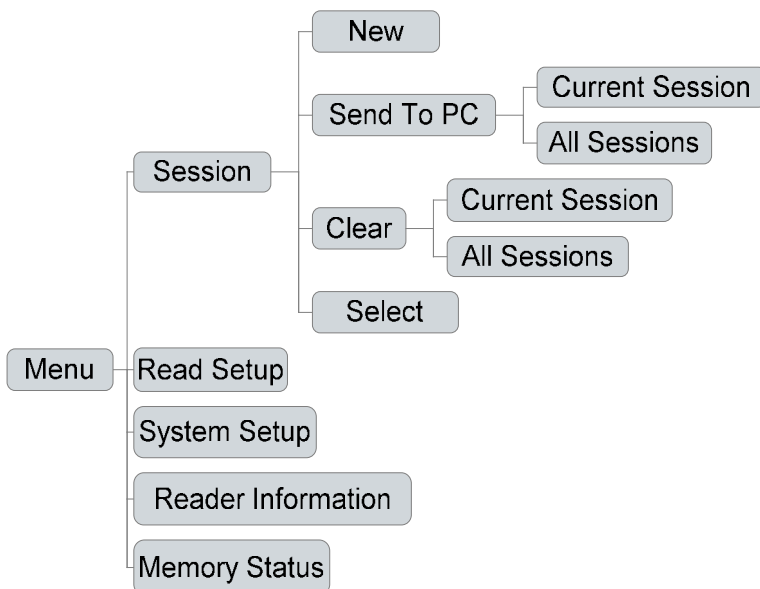 New
Send To PC
Current Session
All Sessions
Session
Clear
Current Session
All Sessions
Select
Menu
Read Setup
System Setup
Reader Information
Memory Status